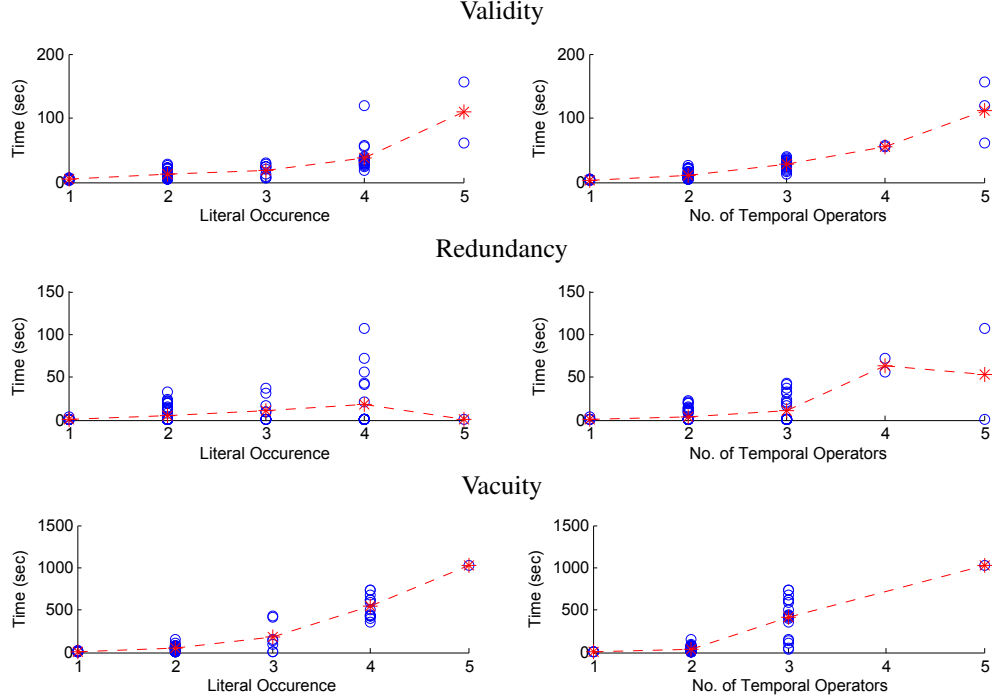 Validity
200
100
0
Time (sec)
1 2 3 4 5
Literal Occurence
200
100
0
Time (sec)
1 2 3 4 5
No. of Temporal Operators
Redundancy
150
100
50
0
Time (sec)
1 2 3 4 5
Literal Occurence
150
100
50
0
Time (sec)
1 2 3 4 5
No. of Temporal Operators
Vacuity
1500
1000
500
0
Time (sec)
1 2 3 4 5
Literal Occurence
1500
1000
500
0
Time (sec)
1 2 3 4 5
No. of Temporal Operators